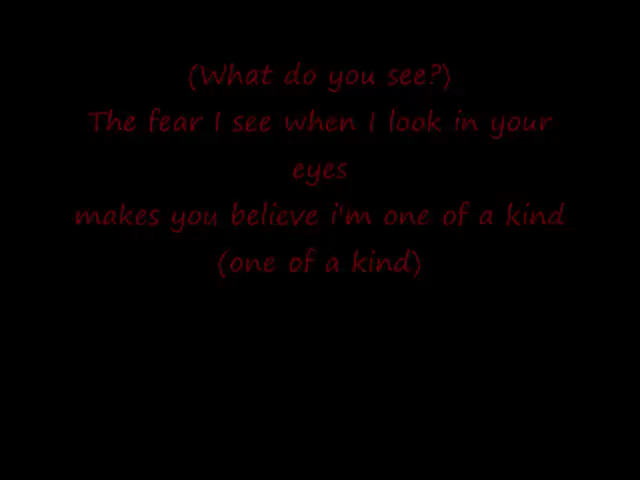 (What do you see?)
The fear I see when I look in your
eyes
makes you believe i'm one of a kind
(one of a kind)